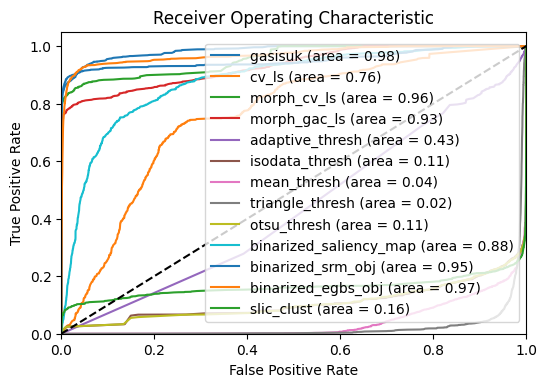 Receiver Operating Characteristic
True Positive Rate
1.0
0.8
0.6
0.4
0.2
0.0
gasisuk (area = 0.98)
cv_ls (area = 0.76)
morph_cv_ls (area = 0.96)
morph_gac_ls (area = 0.93)
adaptive_thresh (area = 0.43)
isodata_thresh (area = 0.11)
mean_thresh (area = 0.04)
triangle_thresh (area = 0.02)
otsu_thresh (area = 0.11)
binarized_saliency_map (area = 0.88)
binarized_srm_obj (area = 0.95)
binarized_egbs_obj (area = 0.97)
slic_clust (area = 0.16)
0.0 0.2 0.4 0.6 0.8 1.0
False Positive Rate